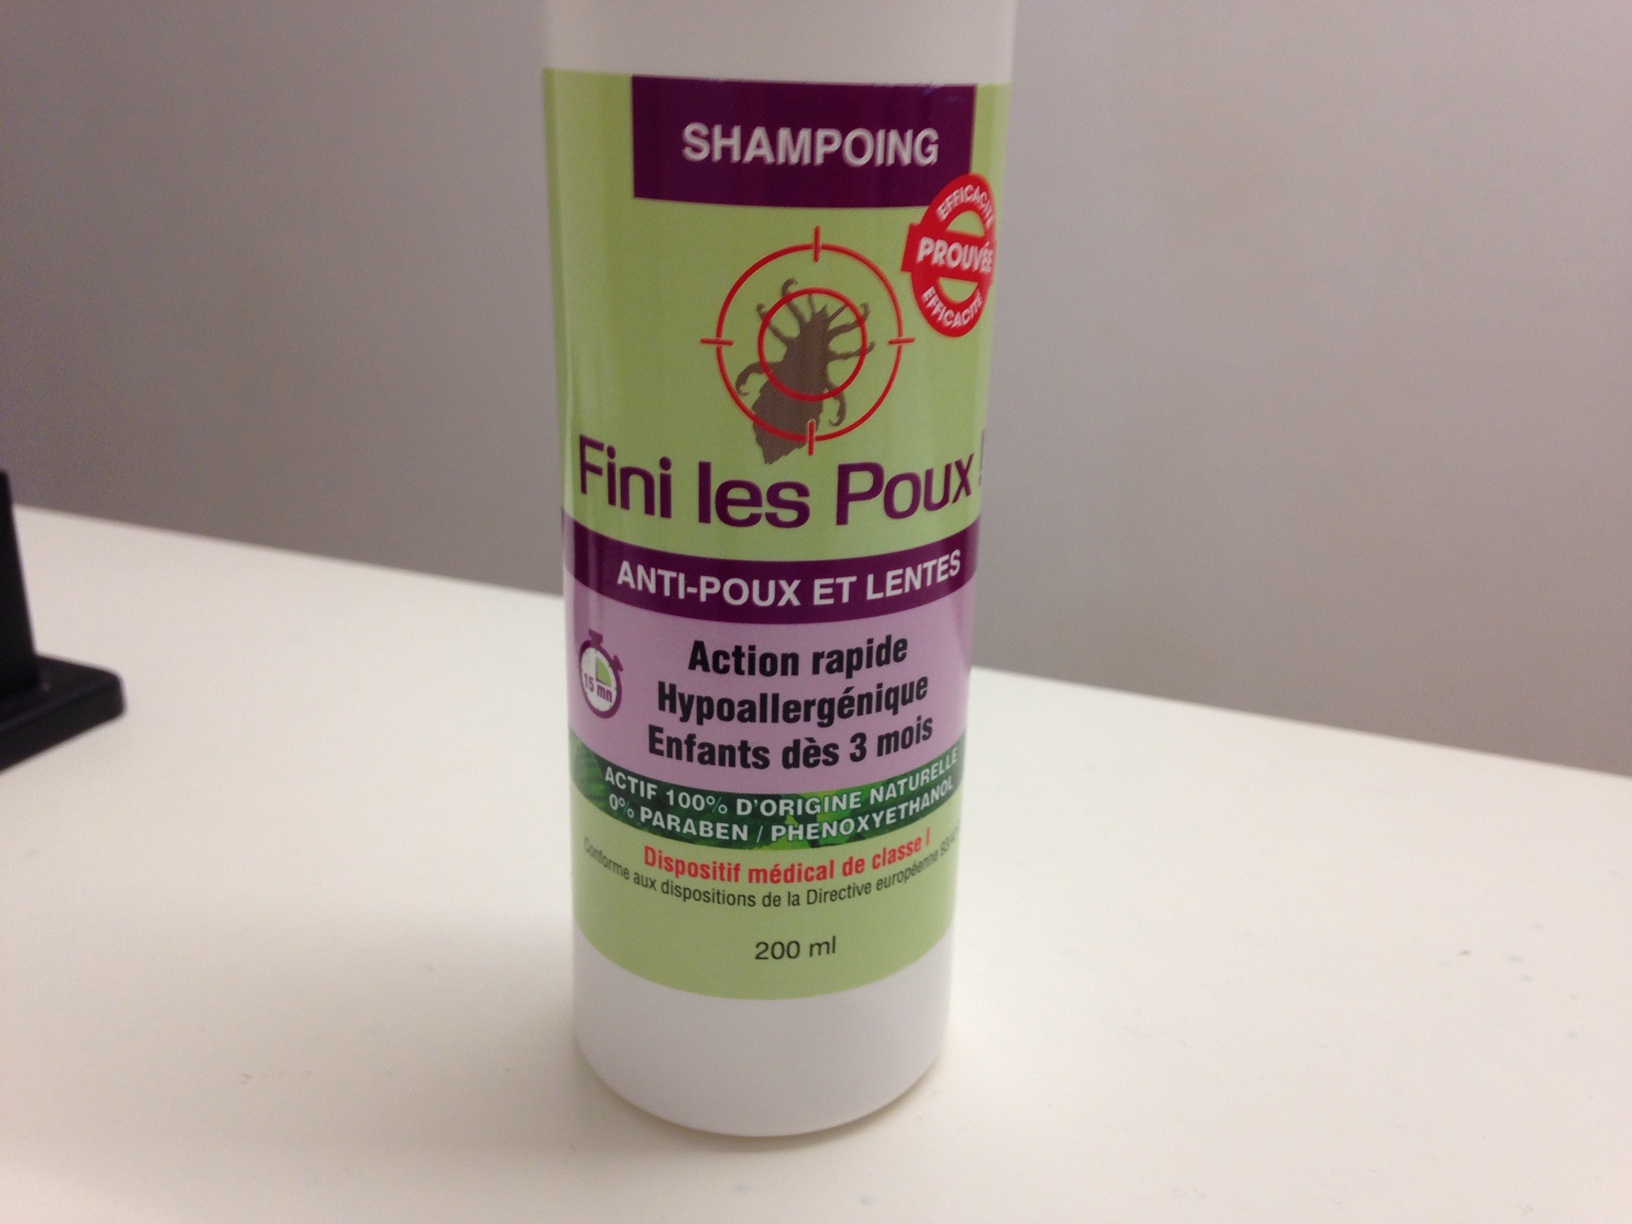 SHAMPOING
EFFICACITÉ
PROUVÉE
EFFICACITÉ
Fini les Poux !
ANTI-POUX ET LENTES
15 mn
Action rapide
Hypoallergénique
Enfants dès 3 mois
ACTIF 100% D'ORIGINE NATURELLE
0% PARABEN / PHENOXYETHANOL
Dispositif médical de classe I
Conforme aux dispositions de la Directive européenne
200 ml